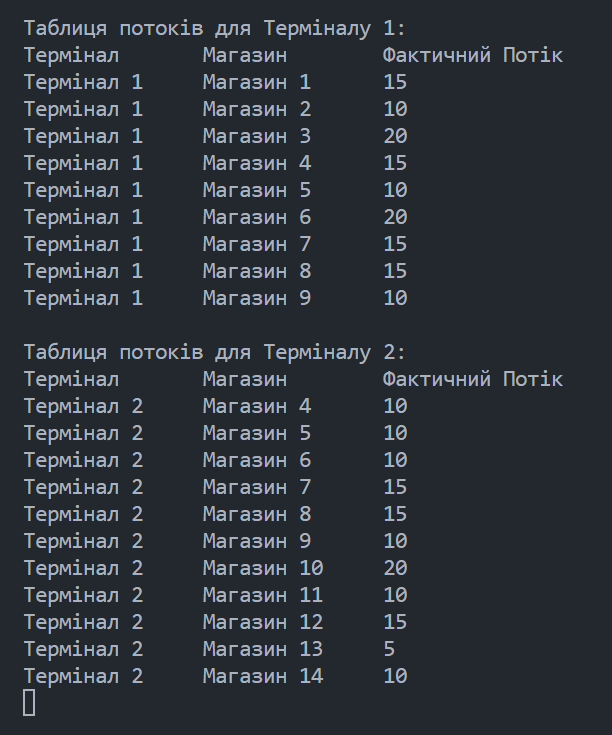 Таблиця потоків для Терміналу 1:
Термінал Магазин Фактичний Потік
Термінал 1 Магазин 1 15
Термінал 1 Магазин 2 10
Термінал 1 Магазин 3 20
Термінал 1 Магазин 4 15
Термінал 1 Магазин 5 10
Термінал 1 Магазин 6 20
Термінал 1 Магазин 7 15
Термінал 1 Магазин 8 15
Термінал 1 Магазин 9 10

Таблиця потоків для Терміналу 2:
Термінал Магазин Фактичний Потік
Термінал 2 Магазин 4 10
Термінал 2 Магазин 5 10
Термінал 2 Магазин 6 10
Термінал 2 Магазин 7 15
Термінал 2 Магазин 8 15
Термінал 2 Магазин 9 10
Термінал 2 Магазин 10 20
Термінал 2 Магазин 11 10
Термінал 2 Магазин 12 15
Термінал 2 Магазин 13 5
Термінал 2 Магазин 14 10